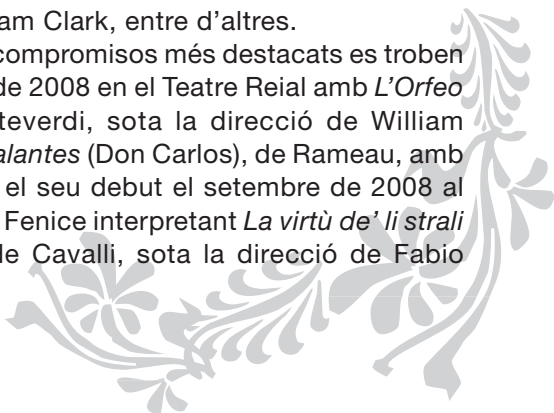 am Clark, entre d’altres.
compromisos més destacats es troben
de 2008 en el Teatre Reial amb L’Orfeo
teverdi, sota la direcció de William
alantes (Don Carlos), de Rameau, amb
el seu debut el setembre de 2008 al
Fenice interpretant La virtù de’ li strali
de Cavalli, sota la direcció de Fabio